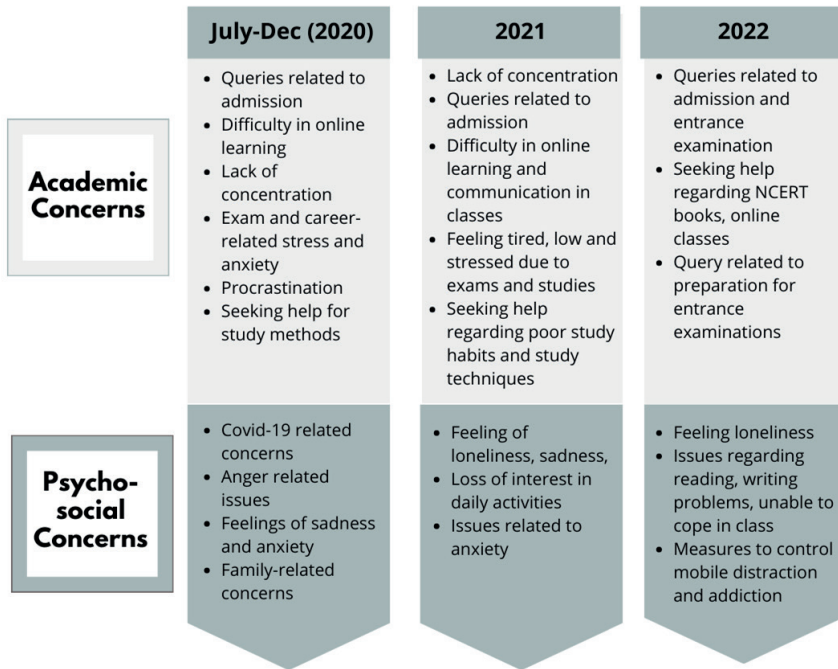 July-Dec (2020)
2021
2022
Academic
Concerns
• Queries related to
admission
• Difficulty in online
learning
• Lack of
concentration
• Exam and career-
related stress and
anxiety
• Procrastination
• Seeking help for
study methods
• Lack of concentration
• Queries related to
admission
• Difficulty in online
learning and
communication in
classes
• Feeling tired, low and
stressed due to
exams and studies
• Seeking help
regarding poor study
habits and study
techniques
• Queries related to
admission and
entrance
examination
• Seeking help
regarding NCERT
books, online
classes
• Query related to
preparation for
entrance
examinations
Psycho-
social
Concerns
• Covid-19 related
concerns
• Anger related
issues
• Feelings of sadness
and anxiety
• Family-related
concerns
• Feeling of
loneliness, sadness,
• Loss of interest in
daily activities
• Issues related to
anxiety
• Feeling loneliness
• Issues regarding
reading, writing
problems, unable to
cope in class
• Measures to control
mobile distraction
and addiction